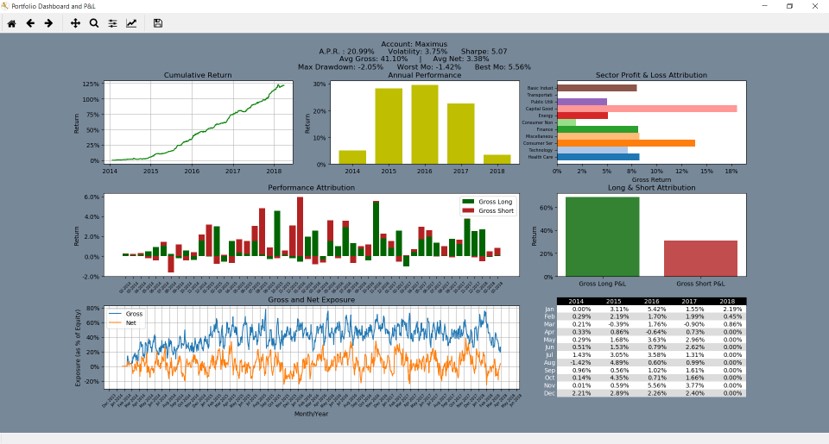 Portfolio Dashboard and P&L
Account: Maximus
A.P.R. : 20.99% Volatility: 3.75% Sharpe: 5.07
Avg Gross: 41.10% | Avg Net: 3.38%
Max Drawdown: -2.05% Worst Mo: -1.42% Best Mo: 5.56%
Cumulative Return
Return
125%
100%
75%
50%
25%
0%
2014 2015 2016 2017 2018
Annual Performance
Return
30%
20%
10%
0%
2014 2015 2016 2017 2018
Sector Profit & Loss Attribution
Basic Indust
Transportati
Public Utili
Capital Good
Energy
Consumer Non
Finance
Miscellaneou
Consumer Ser
Technology
Health Care
0% 2% 5% 7% 10% 12% 15% 18%
Gross Return
Performance Attribution
Return
6.0%
4.0%
2.0%
0.0%
-2.0%
Gross Long
Gross Short
Long & Short Attribution
Return
60%
40%
20%
0%
Gross Long P&L Gross Short P&L
Gross and Net Exposure
Exposure (as % of Equity)
80%
60%
40%
20%
0%
-20%
Gross
Net
Month/Year
2014 2015 2016 2017 2018
Jan 0.00% 3.11% 5.42% 1.55% 2.19%
Feb 0.29% 2.19% 1.70% 1.99% 0.45%
Mar 0.21% -0.39% 1.76% -0.90% 0.86%
Apr 0.33% 0.86% -0.64% 0.73% 0.00%
May 0.29% 1.68% 3.63% 2.96% 0.00%
Jun 0.51% 1.53% 0.79% 2.62% 0.00%
Jul 1.43% 3.05% 3.58% 1.31% 0.00%
Aug -1.42% 4.89% 0.60% 0.99% 0.00%
Sep 0.96% 0.56% 1.02% 1.61% 0.00%
Oct 0.14% 4.35% 0.71% 1.66% 0.00%
Nov 0.01% 0.59% 5.56% 3.77% 0.00%
Dec 2.21% 2.89% 2.26% 2.40% 0.00%